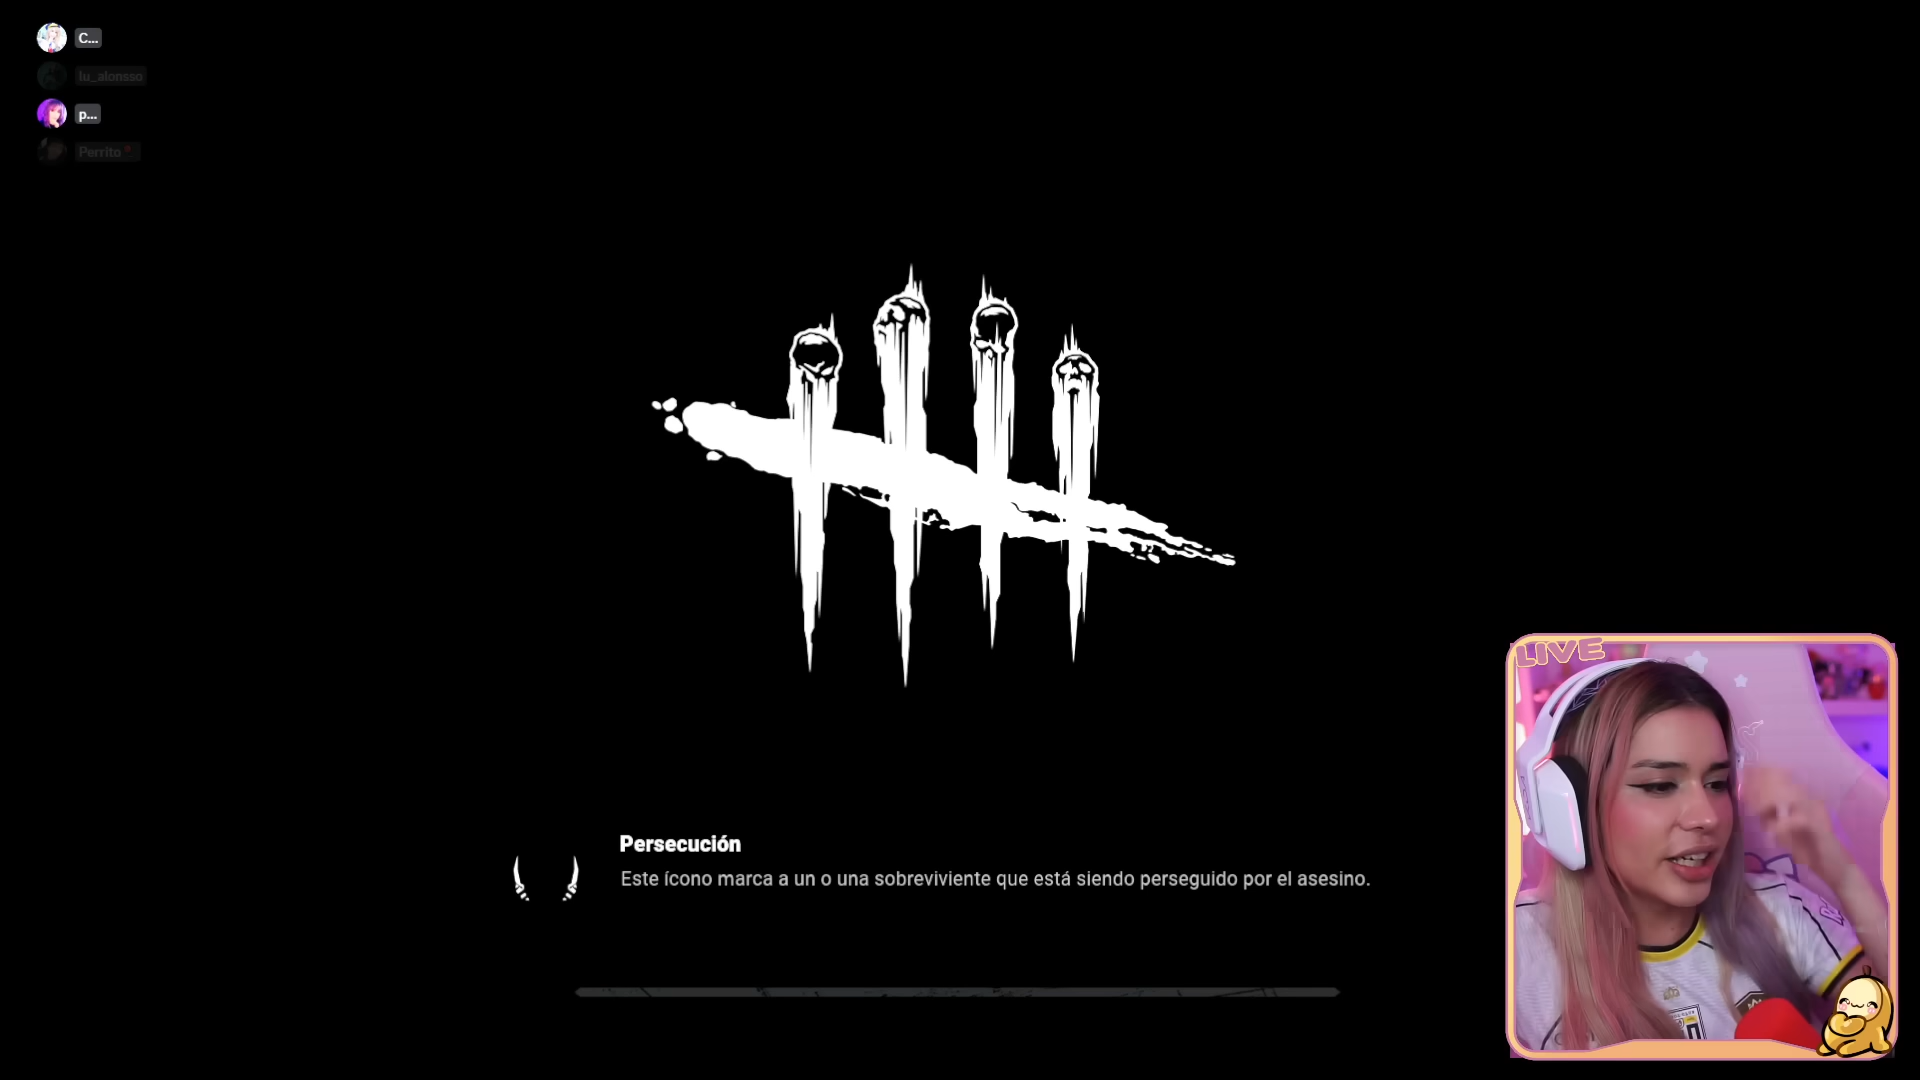 C...
lu_alonsso
p...
Perrito
LIVE
Persecución
Este ícono marca a un o una sobreviviente que está siendo perseguido por el asesino.